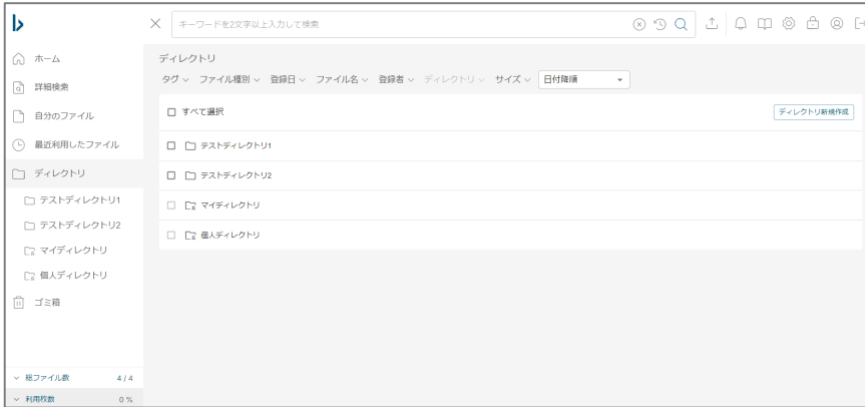 キーワードを2文字以上入力して検索
ホーム
詳細検索
自分のファイル
最近利用したファイル
ディレクトリ
テストディレクトリ1
テストディレクトリ2
マイディレクトリ
個人ディレクトリ
ゴミ箱
総ファイル数 4 / 4
利用枚数 0 %
ディレクトリ
タグ ファイル種別 登録日 ファイル名 登録者 ディレクトリ サイズ 日付降順
すべて選択 ディレクトリ新規作成
テストディレクトリ1
テストディレクトリ2
マイディレクトリ
個人ディレクトリ